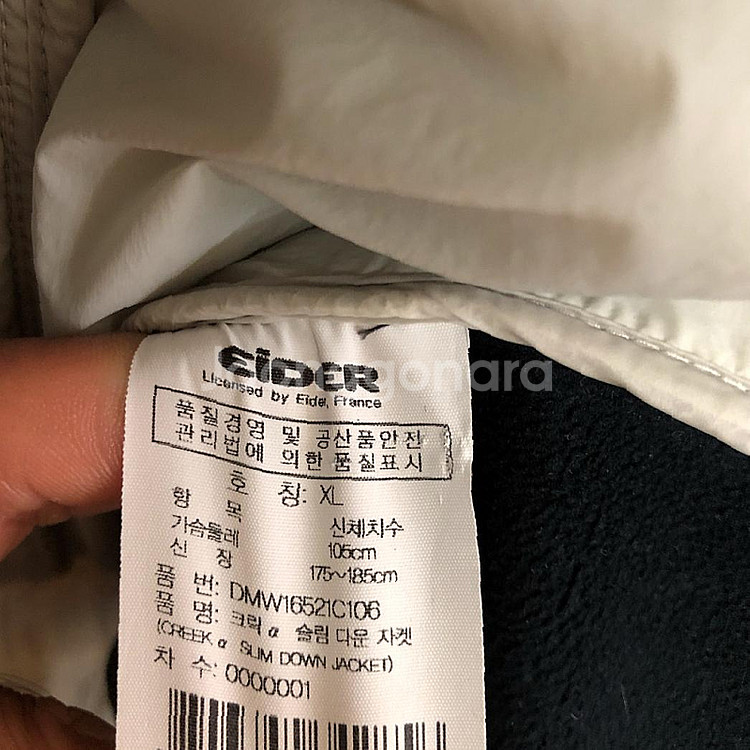 EiDER
Licensed by Eider, France
품질경영 및 공산품안전
관리법에 의한 품질표시
호 칭: XL
항 목 신체치수
가슴둘레 105cm
신 장 175~185cm
품 번: DMW16521C106
품 명: 크릭 α 슬림 다운 자켓
(CREEK α SLIM DOWN JACKET)
차 수: 0000001